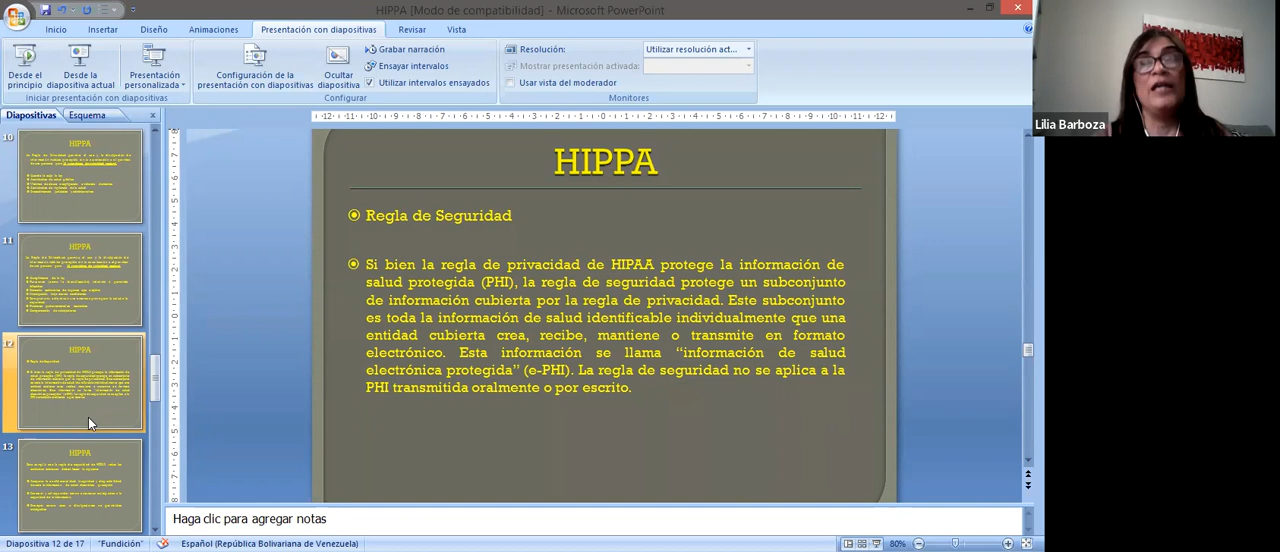 HIPPA [Modo de compatibilidad] - Microsoft PowerPoint
Inicio Insertar Diseño Animaciones Presentación con diapositivas Revisar Vista
Desde el principio
Desde la diapositiva actual
Presentación personalizada
Configuración de la presentación con diapositivas
Ocultar diapositiva
Grabar narración
Ensayar intervalos
Utilizar intervalos ensayados
Resolución: Utilizar resolución act...
Mostrar presentación activada:
Usar vista del moderador
Iniciar presentación con diapositivas
Configurar
Monitores
Lilia Barboza
Diapositivas Esquema
10
HIPPA
11
HIPPA
12
HIPPA
13
HIPPA
HIPPA
Regla de Seguridad
Si bien la regla de privacidad de HIPAA protege la información de
salud protegida (PHI), la regla de seguridad protege un subconjunto
de información cubierta por la regla de privacidad. Este subconjunto
es toda la información de salud identificable individualmente que una
entidad cubierta crea, recibe, mantiene o transmite en formato
electrónico. Esta información se llama “información de salud
electrónica protegida” (e-PHI). La regla de seguridad no se aplica a la
PHI transmitida oralmente o por escrito.
Haga clic para agregar notas
Diapositiva 12 de 17 "Fundición" Español (República Bolivariana de Venezuela) 80%